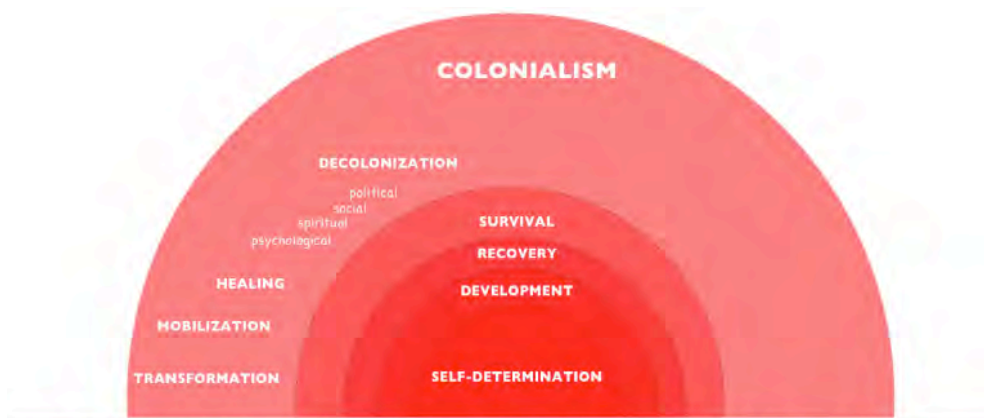 COLONIALISM
DECOLONIZATION
political
social
spiritual
psychological
HEALING
MOBILIZATION
TRANSFORMATION
SURVIVAL
RECOVERY
DEVELOPMENT
SELF-DETERMINATION